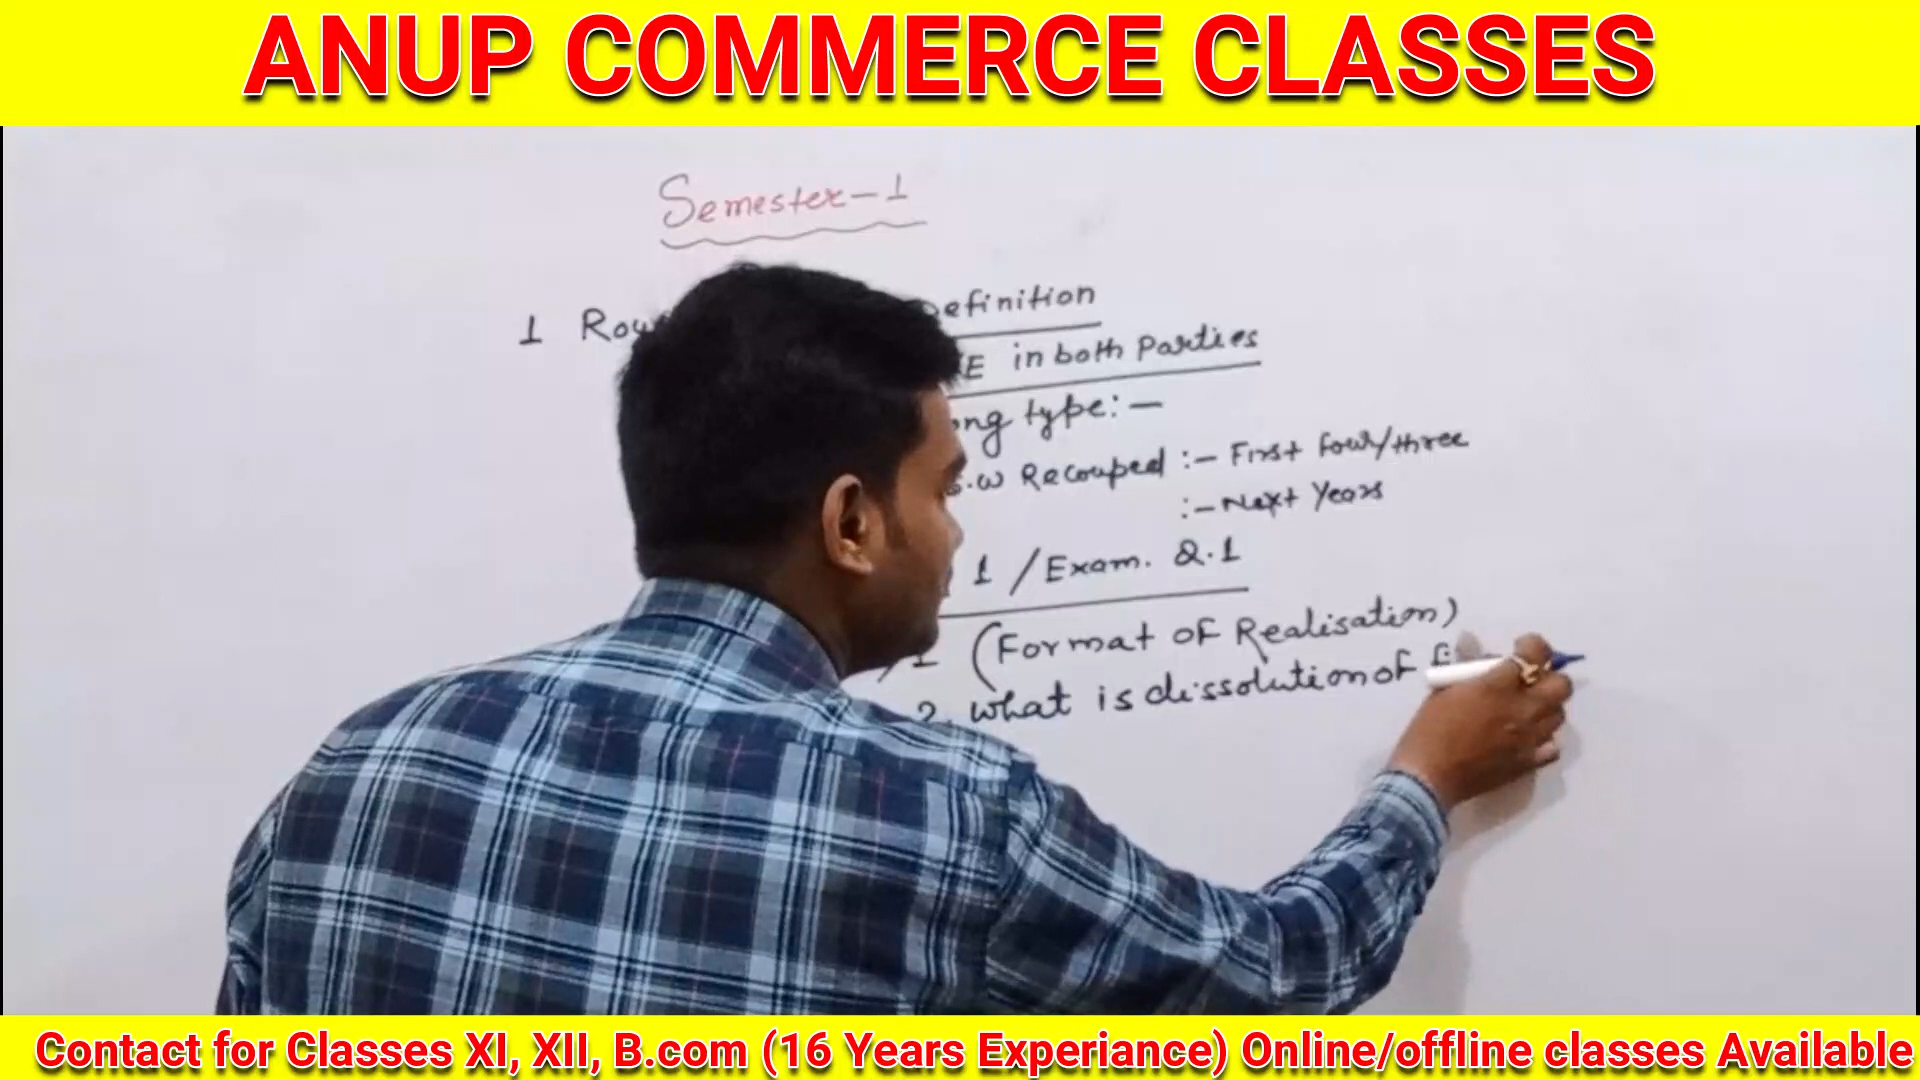 ANUP COMMERCE CLASSES
Semester-1
1 efinition
E in both Parties
type:-
Recouped :- First four/three
:- Next Years
1 / Exam. Q.1
1 (Format of Realisation)
2. what is dissolution of
Contact for Classes XI, XII, B.com (16 Years Experiance) Online/offline classes Available